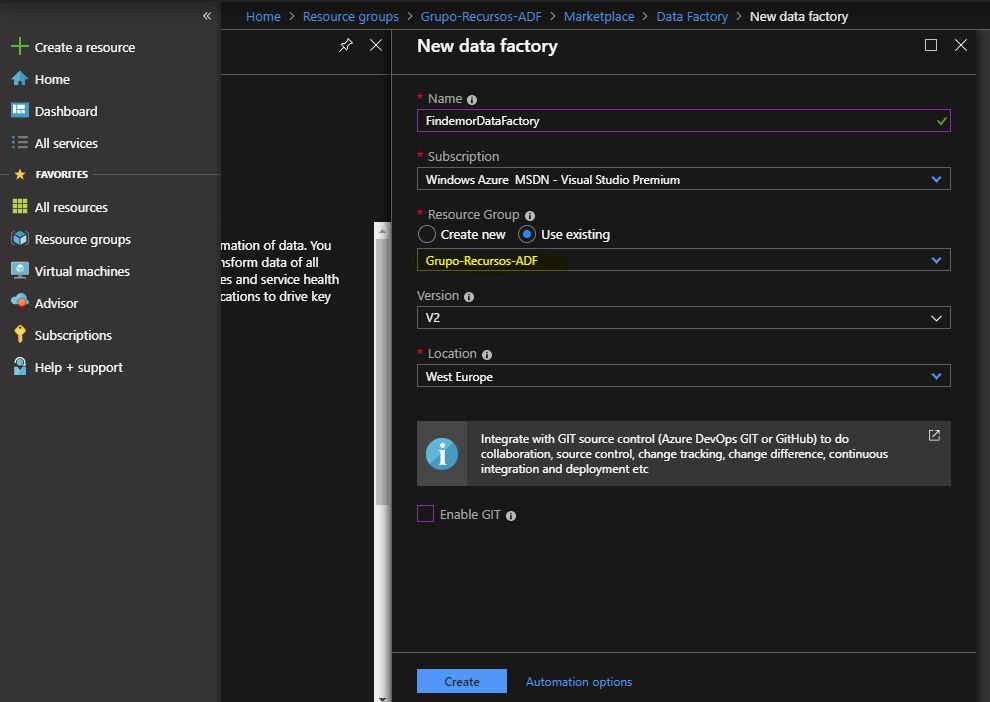 «
Home > Resource groups > Grupo-Recursos-ADF > Marketplace > Data Factory > New data factory
Create a resource
Home
Dashboard
All services
FAVORITES
All resources
Resource groups
Virtual machines
Advisor
Subscriptions
Help + support
mation of data. You
nsform data of all
es and service health
cations to drive key
New data factory
* Name
FindemorDataFactory
* Subscription
Windows Azure MSDN - Visual Studio Premium
* Resource Group
Create new Use existing
Grupo-Recursos-ADF
Version
V2
* Location
West Europe
Integrate with GIT source control (Azure DevOps GIT or GitHub) to do
collaboration, source control, change tracking, change difference, continuous
integration and deployment etc
Enable GIT
Create Automation options